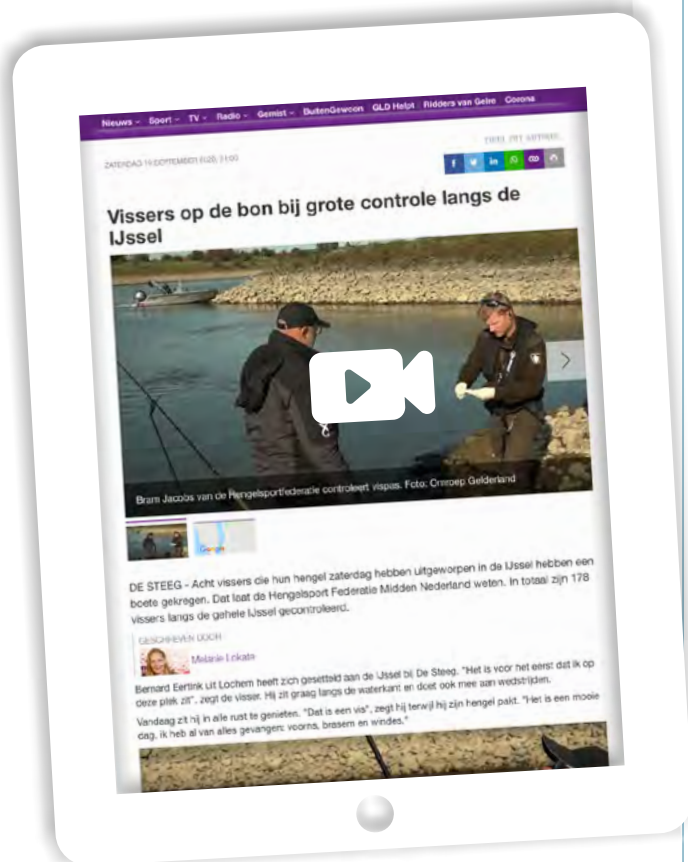 Nieuws Sport TV Radio Gemist BuitenGewoon GLD Helpt Ridders van Gelre Corona
DEEL DIT ARTIKEL
ZATERDAG SEPTEMBER 2020,
Vissers op de bon bij grote controle langs de
IJssel
Bram Jacobs van de Hengelsportfederatie controleert vispas. Foto: Omroep Gelderland
Google
DE STEEG - Acht vissers die hun hengel zaterdag hebben uitgeworpen in de IJssel hebben een
boete gekregen. Dat laat de Hengelsport Federatie Midden Nederland weten. In totaal zijn 178
vissers langs de gehele IJssel gecontroleerd.
GESCHREVEN DOOR
Melanie Lokate
Bernard Eertink uit Lochem heeft zich gesetteld aan de IJssel bij De Steeg. "Het is voor het eerst dat ik op
deze plek zit", zegt de visser. Hij zit graag langs de waterkant en doet ook mee aan wedstrijden.
Vandaag zit hij in alle rust te genieten. "Dat is een vis", zegt hij terwijl hij zijn hengel pakt. "Het is een mooie
dag, ik heb al van alles gevangen: voorns, brasem en windes."